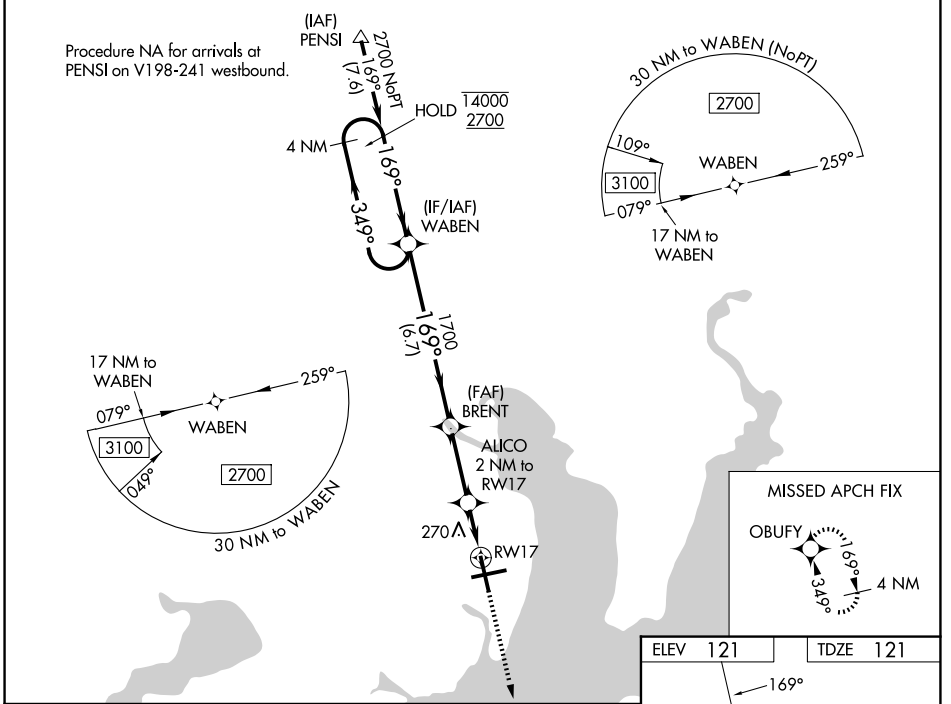 Procedure NA for arrivals at
PENSI on V198-241 westbound.
(IAF)
PENSI
2700 NoPT
169°
(7.6)
HOLD
14000
2700
4 NM
169°
349°
(IF/IAF)
WABEN
1700
169°
(6.7)
(FAF)
BRENT
ALICO
2 NM to
RW17
270
RW17
30 NM to WABEN (NoPT)
2700
109°
3100
079°
WABEN
259°
17 NM to
WABEN
17 NM to
WABEN
079°
259°
WABEN
3100
049°
2700
30 NM to WABEN
MISSED APCH FIX
OBUFY
169°
349°
4 NM
ELEV 121
TDZE 121
169°